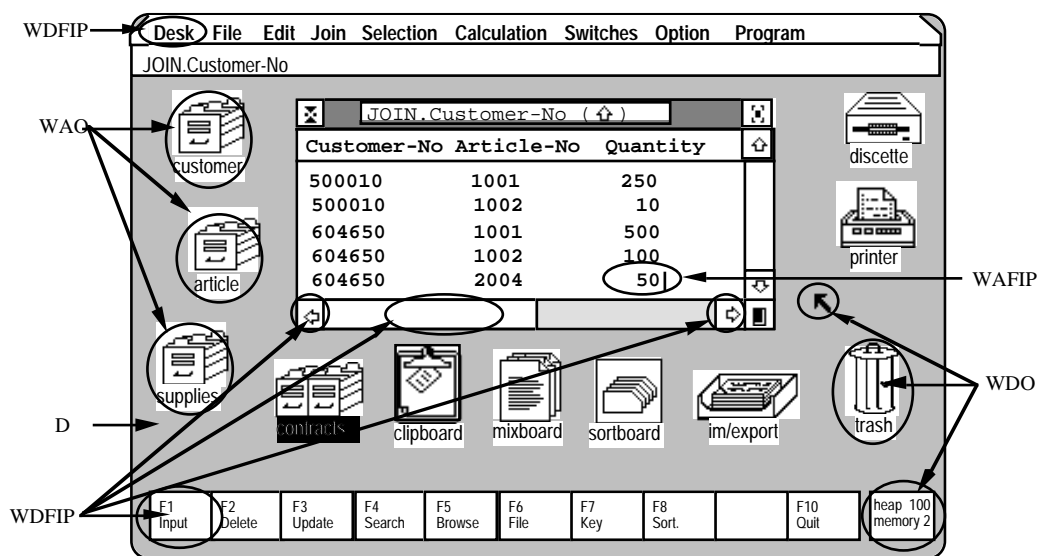 WDFIP
Desk File Edit Join Selection Calculation Switches Option Program
JOIN.Customer-No
JOIN.Customer-No (⇧)
Customer-No Article-No Quantity
500010 1001 250
500010 1002 10
604650 1001 500
604650 1002 100
604650 2004 50
WAO
customer
article
supplies
discette
printer
WAFIP
WDO
D
contracts
clipboard
mixboard
sortboard
im/export
trash
WDFIP
F1 Input
F2 Delete
F3 Update
F4 Search
F5 Browse
F6 File
F7 Key
F8 Sort.
F10 Quit
heap 100
memory 2